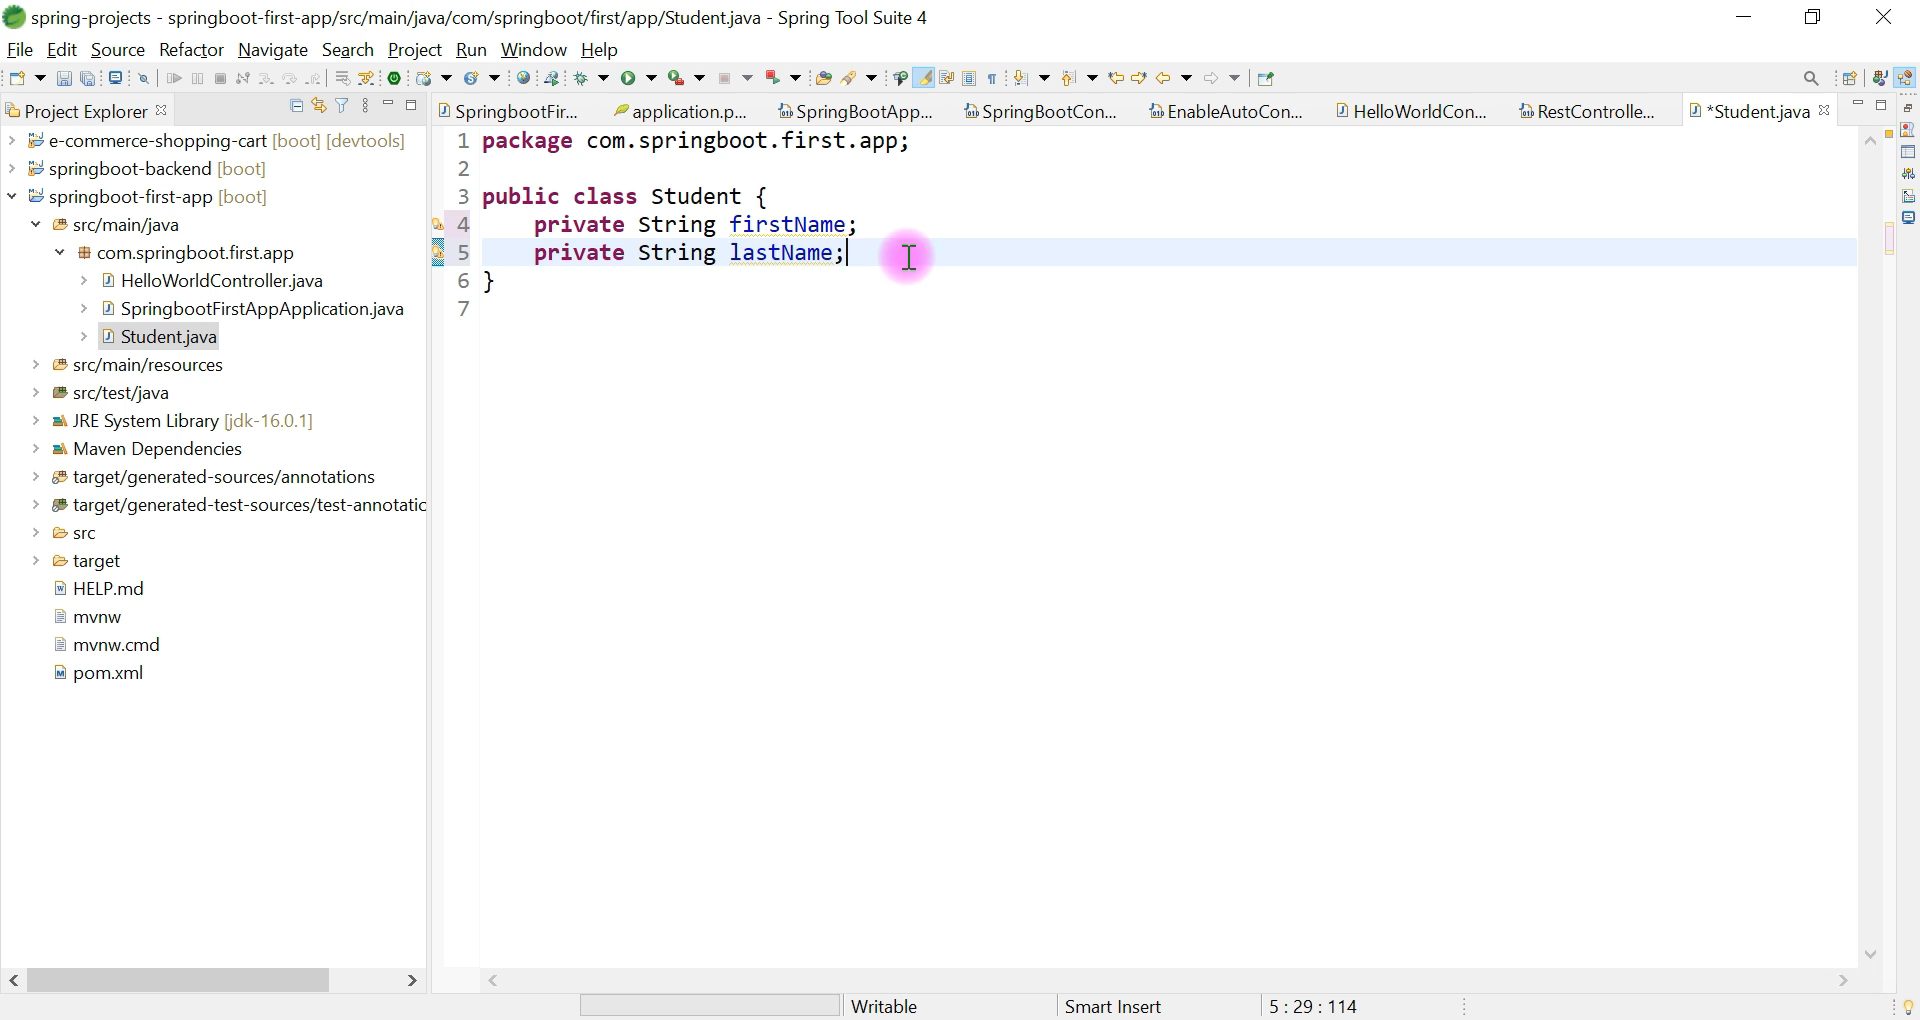 spring-projects - springboot-first-app/src/main/java/com/springboot/first/app/Student.java - Spring Tool Suite 4
File Edit Source Refactor Navigate Search Project Run Window Help
Project Explorer
SpringbootFir... application.p... SpringBootApp... SpringBootCon... EnableAutoCon... HelloWorldCon... RestControlle... *Student.java
e-commerce-shopping-cart [boot] [devtools]
springboot-backend [boot]
springboot-first-app [boot]
src/main/java
com.springboot.first.app
HelloWorldController.java
SpringbootFirstAppApplication.java
Student.java
src/main/resources
src/test/java
JRE System Library [jdk-16.0.1]
Maven Dependencies
target/generated-sources/annotations
target/generated-test-sources/test-annotatic
src
target
HELP.md
mvnw
mvnw.cmd
pom.xml
1 package com.springboot.first.app;
2
3 public class Student {
4 private String firstName;
5 private String lastName;
6 }
7
Writable Smart Insert 5 : 29 : 114